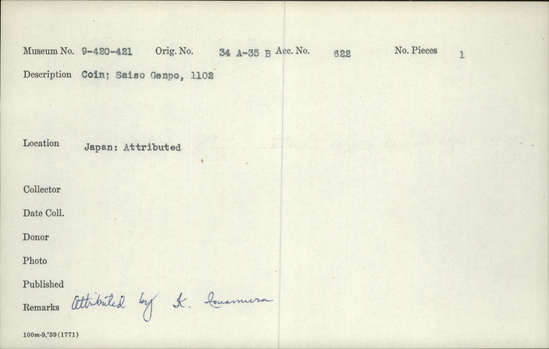 Museum No. 9-420-421 Orig. No. 34 A-35 B Acc. No. 622 No. Pieces 1
Description Coin; Saiso Genpo, 1102
Location Japan: Attributed
Collector
Date Coll.
Donor
Photo
Published
Remarks Attributed by K.
100m-9,'59(1771)